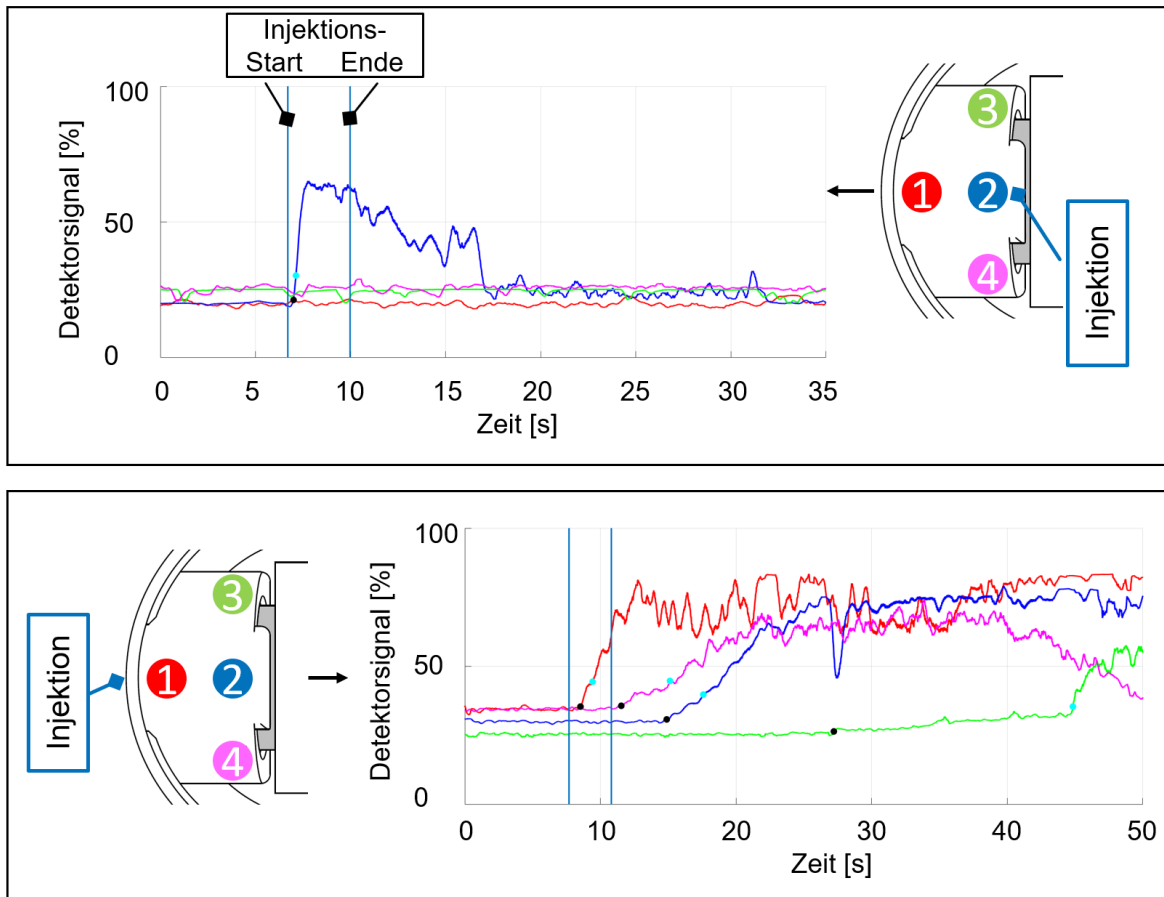 Injektions-
Start Ende
Detektorsignal [%]
100
50
0
0 5 10 15 20 25 30 35
Zeit [s]
3
1 2
4
Injektion
Injektion
3
1 2
4
Detektorsignal [%]
100
50
0
0 10 20 30 40 50
Zeit [s]